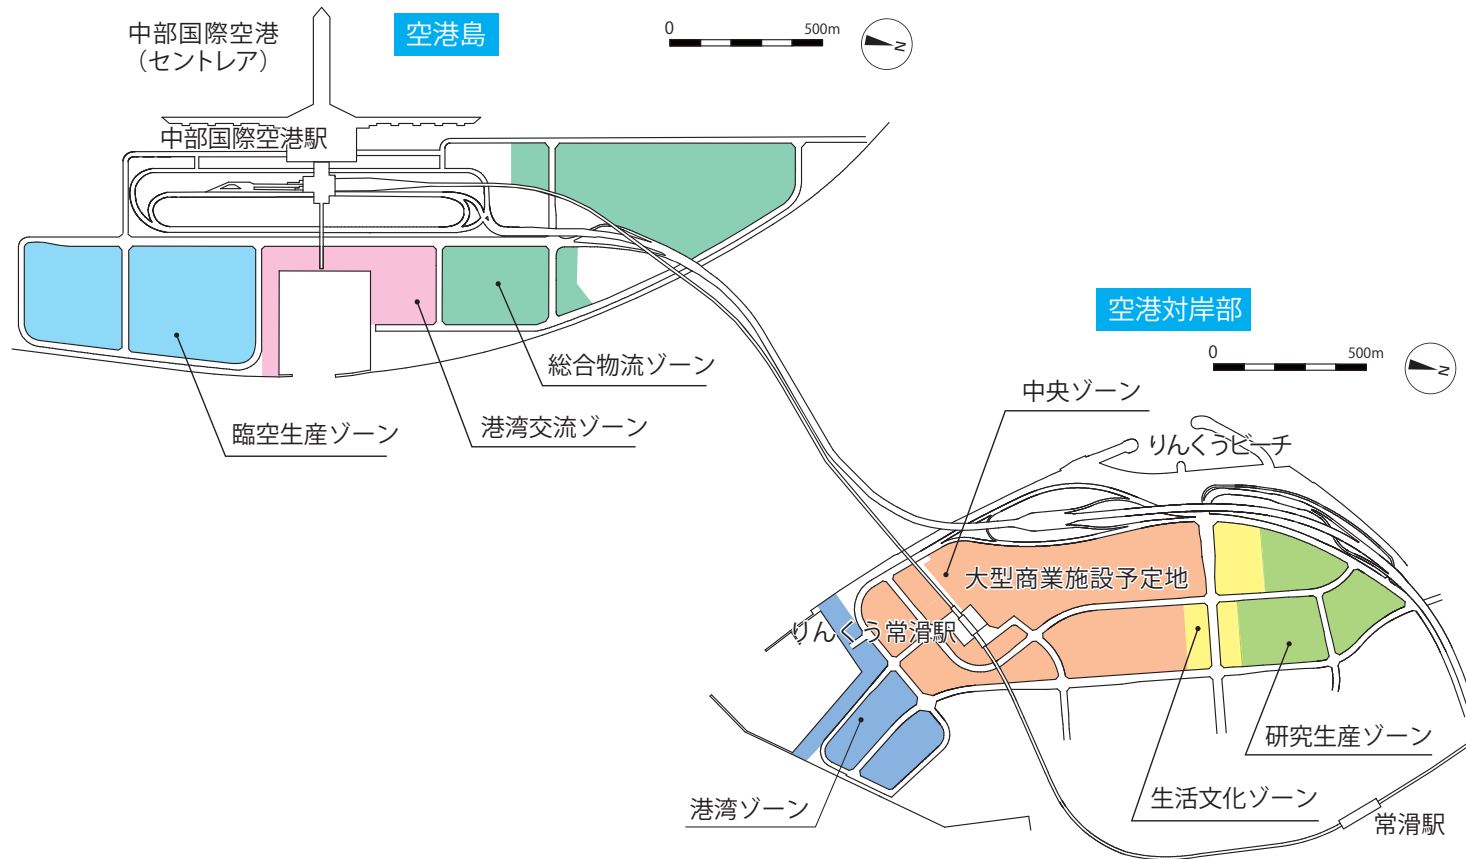 中部国際空港
（セントレア）
空港島
0 500m
N
中部国際空港駅
総合物流ゾーン
港湾交流ゾーン
臨空生産ゾーン
空港対岸部
0 500m
N
中央ゾーン
りんくうビーチ
大型商業施設予定地
りんくう常滑駅
研究生産ゾーン
生活文化ゾーン
港湾ゾーン
常滑駅